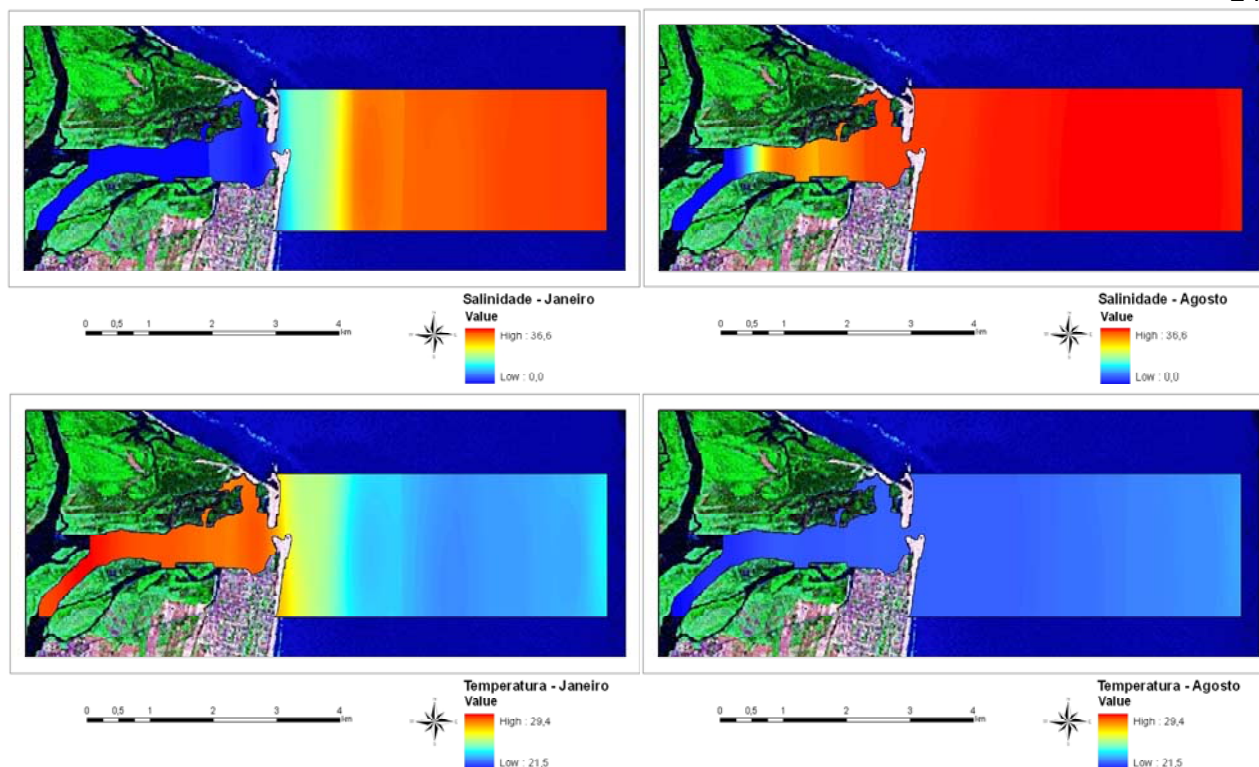 Salinidade - Janeiro
Value
High : 36,6
Low : 0,0
0 0,5 1 2 3 4
km
Salinidade - Agosto
Value
High : 36,6
Low : 0,0
0 0,5 1 2 3 4
km
Temperatura - Janeiro
Value
High : 29,4
Low : 21,5
0 0,5 1 2 3 4
km
Temperatura - Agosto
Value
High : 29,4
Low : 21,5
0 0,5 1 2 3 4
km